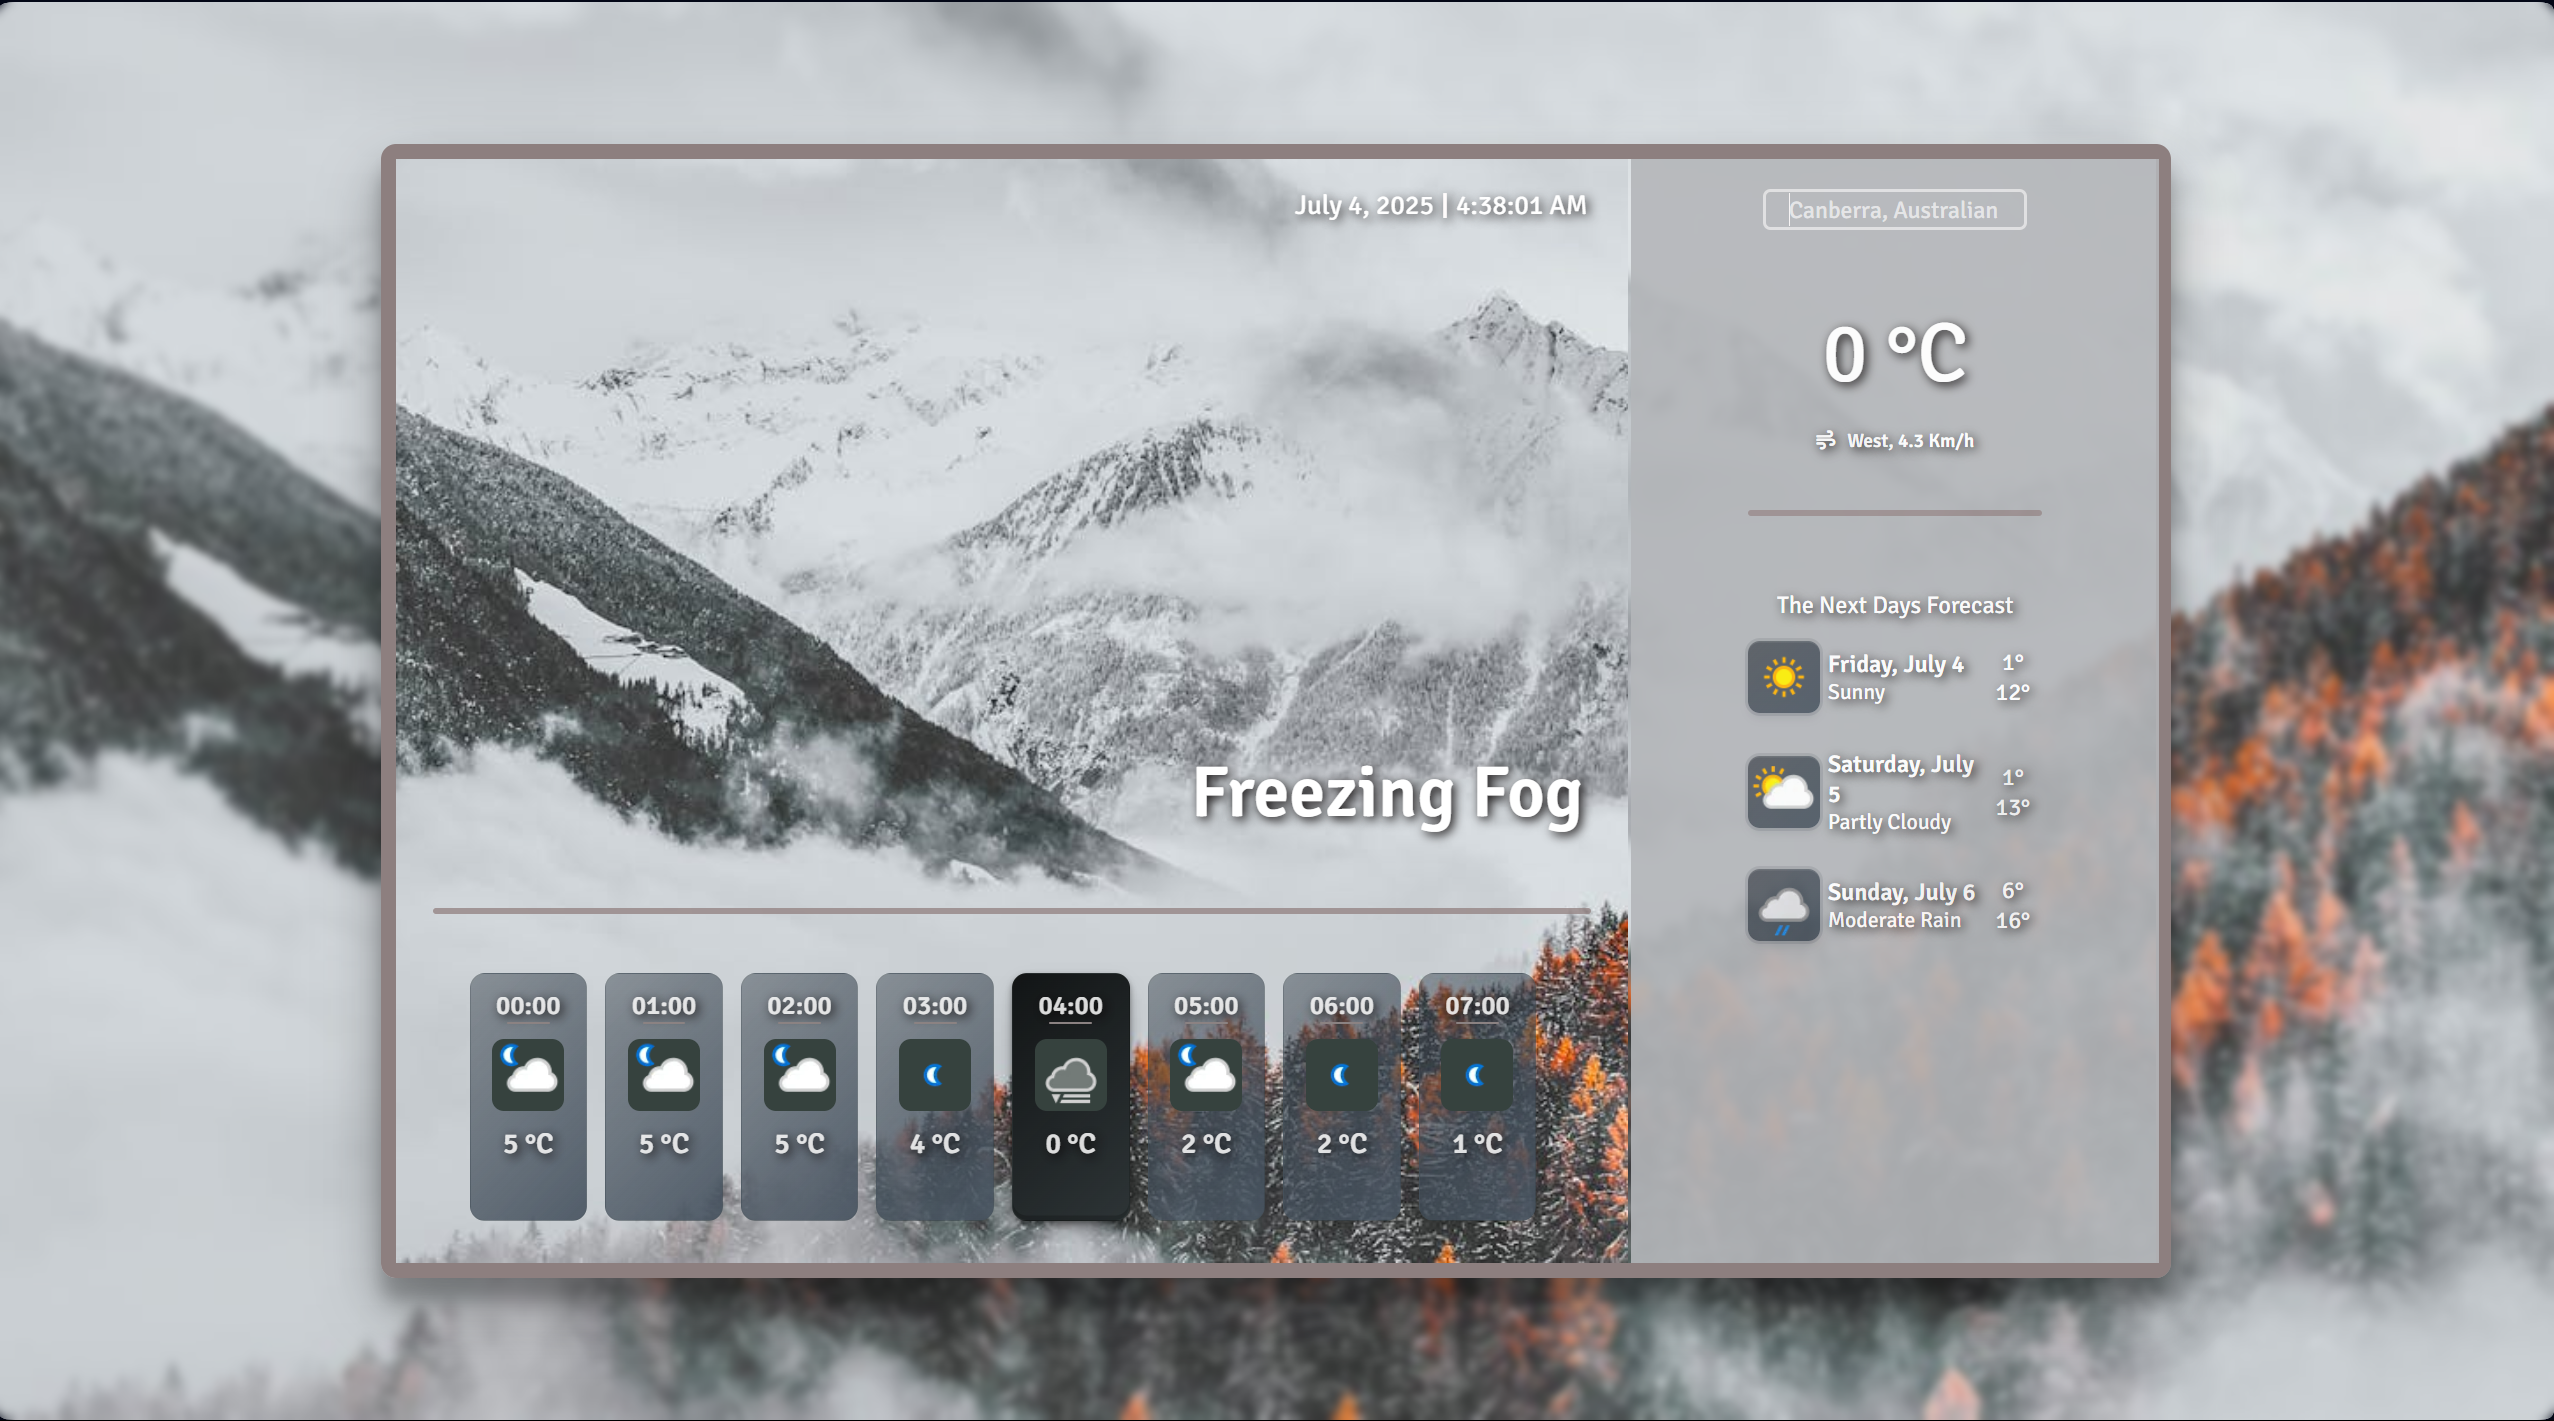 July 4, 2025 | 4:38:01 AM
Freezing Fog
00:00
5 °C
01:00
5 °C
02:00
5 °C
03:00
4 °C
04:00
0 °C
05:00
2 °C
06:00
2 °C
07:00
1 °C
Canberra, Australian
0 °C
West, 4.3 Km/h
The Next Days Forecast
Friday, July 4
Sunny
1°
12°
Saturday, July
5
Partly Cloudy
1°
13°
Sunday, July 6
Moderate Rain
6°
16°